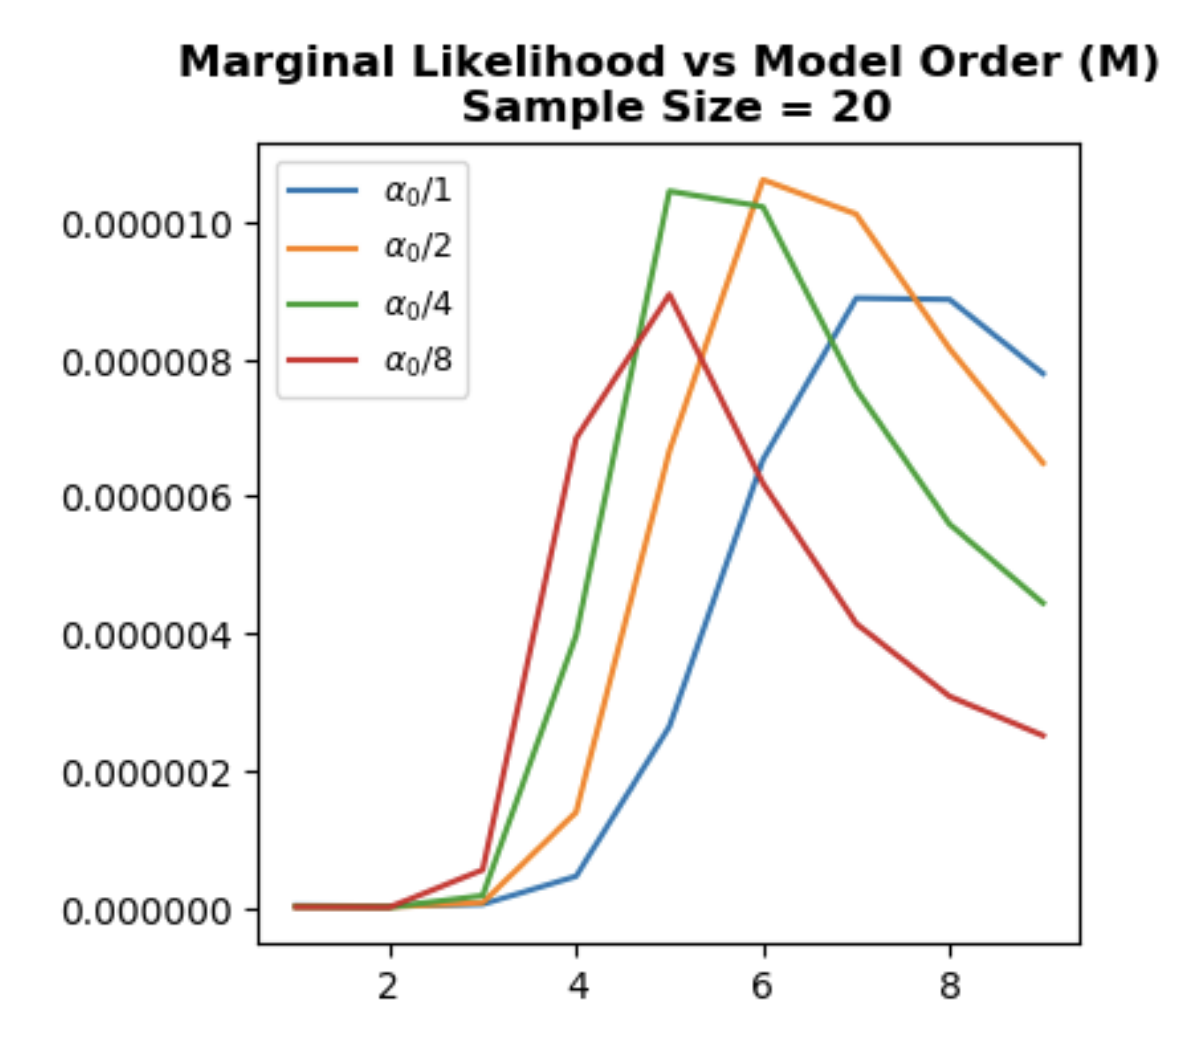 Marginal Likelihood vs Model Order (M)
Sample Size = 20
α₀/1
α₀/2
α₀/4
α₀/8
0.000010
0.000008
0.000006
0.000004
0.000002
0.000000
2 4 6 8